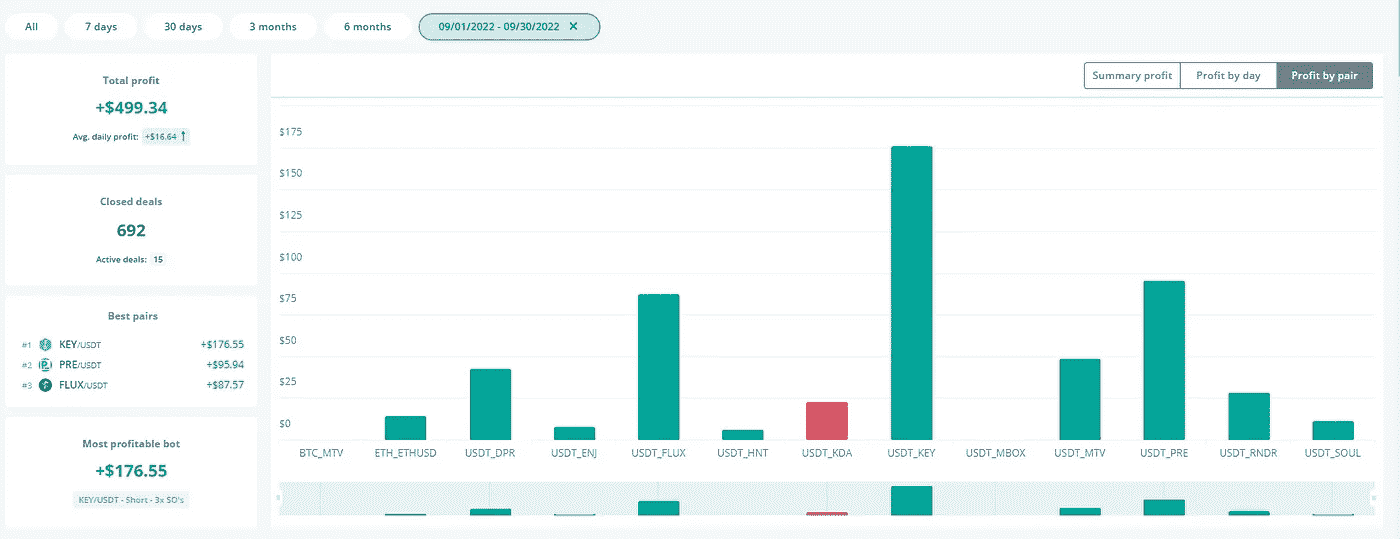 All
7 days
30 days
3 months
6 months
09/01/2022 - 09/30/2022 ✕
Total profit
+$499.34
Avg. daily profit: +$16.64 ↑
Closed deals
692
Active deals: 15
Best pairs
#1 KEY/USDT +$176.55
#2 PRE/USDT +$95.94
#3 FLUX/USDT +$87.57
Most profitable bot
+$176.55
KEY/USDT - Short - 3x SO's
Summary profit
Profit by day
Profit by pair
$175
$150
$125
$100
$75
$50
$25
$0
BTC_MTV
ETH_ETHUSD
USDT_DPR
USDT_ENJ
USDT_FLUX
USDT_HNT
USDT_KDA
USDT_KEY
USDT_MBOX
USDT_MTV
USDT_PRE
USDT_RNDR
USDT_SOUL